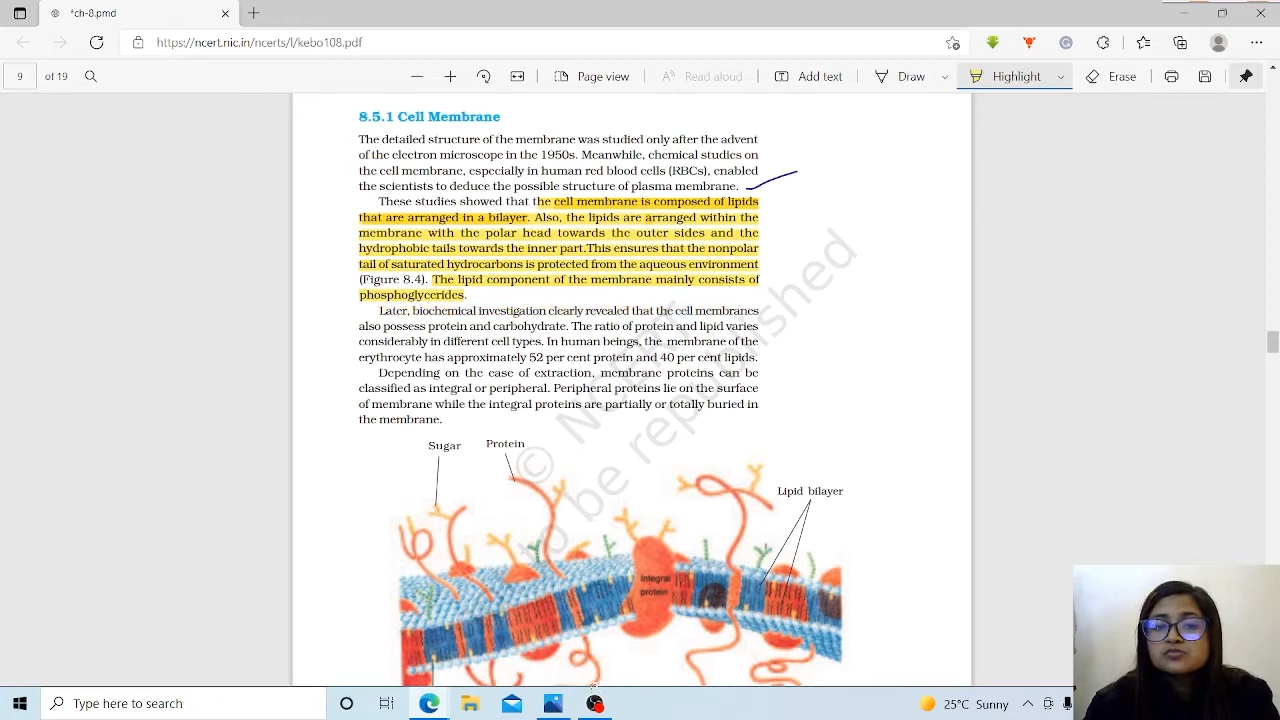 *ch-8.pmd
https://ncert.nic.in/ncerts/l/kebo108.pdf
9 of 19
Page view
Read aloud
Add text
Draw
Highlight
Erase
8.5.1 Cell Membrane
The detailed structure of the membrane was studied only after the advent
of the electron microscope in the 1950s. Meanwhile, chemical studies on
the cell membrane, especially in human red blood cells (RBCs), enabled
the scientists to deduce the possible structure of plasma membrane.
These studies showed that the cell membrane is composed of lipids
that are arranged in a bilayer. Also, the lipids are arranged within the
membrane with the polar head towards the outer sides and the
hydrophobic tails towards the inner part.This ensures that the nonpolar
tail of saturated hydrocarbons is protected from the aqueous environment
(Figure 8.4). The lipid component of the membrane mainly consists of
phosphoglycerides.
Later, biochemical investigation clearly revealed that the cell membranes
also possess protein and carbohydrate. The ratio of protein and lipid varies
considerably in different cell types. In human beings, the membrane of the
erythrocyte has approximately 52 per cent protein and 40 per cent lipids.
Depending on the ease of extraction, membrane proteins can be
classified as integral or peripheral. Peripheral proteins lie on the surface
of membrane while the integral proteins are partially or totally buried in
the membrane.
© NCERT
to be republished
Sugar
Protein
Lipid bilayer
Integral
protein
Type here to search
25°C Sunny